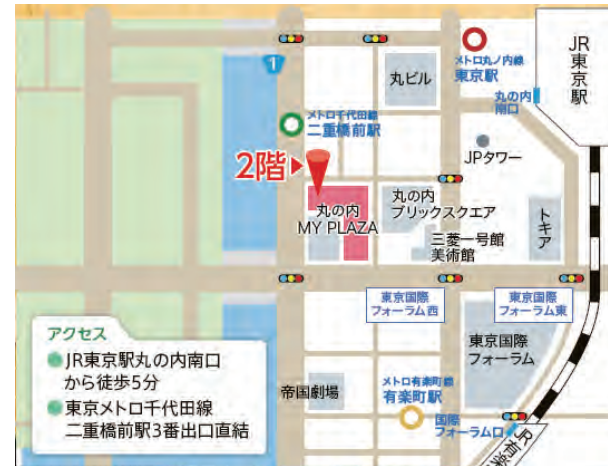 メトロ丸ノ内線
東京駅
JR
東京駅
丸ビル
丸の内
南口
1
メトロ千代田線
二重橋前駅
JPタワー
2階
丸の内
MY PLAZA
丸の内
ブリックスクエア
三菱一号館
美術館
トキア
東京国際
フォーラム西
東京国際
フォーラム東
アクセス
JR東京駅丸の内南口
から徒歩5分
東京メトロ千代田線
二重橋前駅3番出口直結
東京国際
フォーラム
帝国劇場
メトロ有楽町線
有楽町駅
国際
フォーラム口
JR有楽